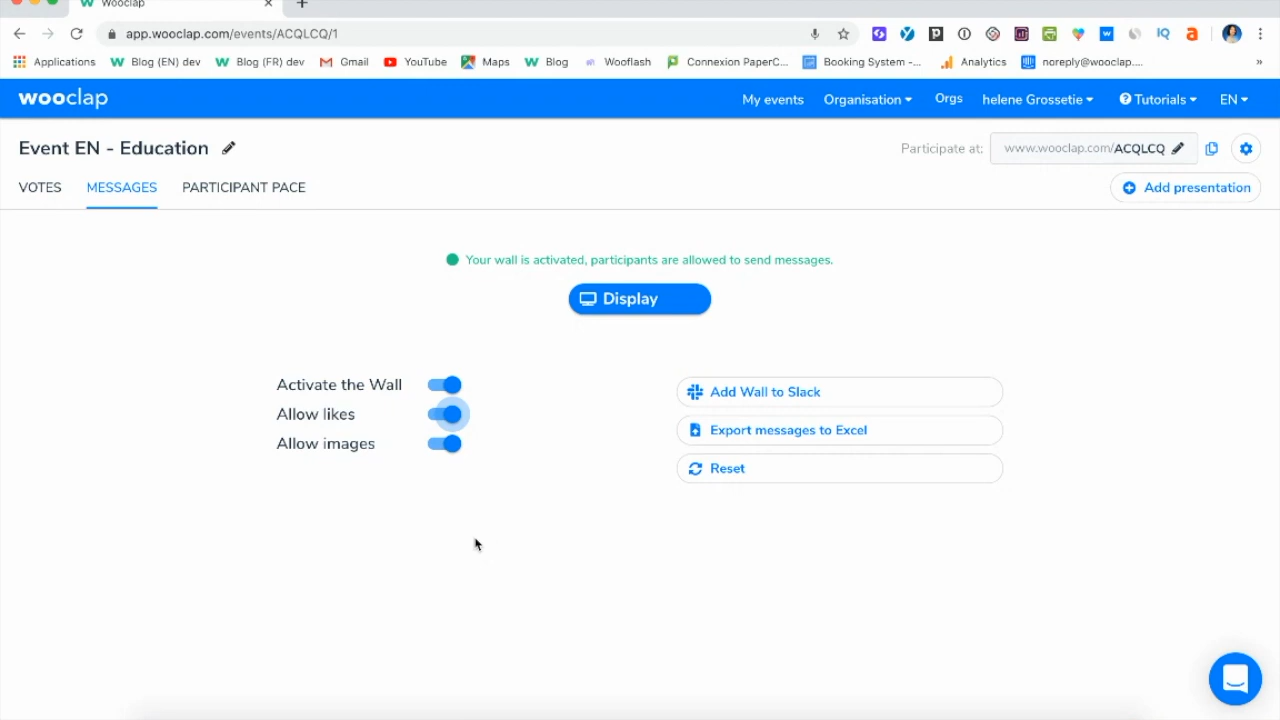 Wooclap
app.wooclap.com/events/ACQLCQ/1
Applications Blog (EN) dev Blog (FR) dev Gmail YouTube Maps Blog Wooflash Connexion PaperC... Booking System -... Analytics noreply@wooclap.... »
wooclap My events Organisation Orgs helene Grossetie Tutorials EN
Event EN - Education Participate at: www.wooclap.com/ACQLCQ
VOTES MESSAGES PARTICIPANT PACE Add presentation
Your wall is activated, participants are allowed to send messages.
Display
Activate the Wall Add Wall to Slack
Allow likes Export messages to Excel
Allow images Reset